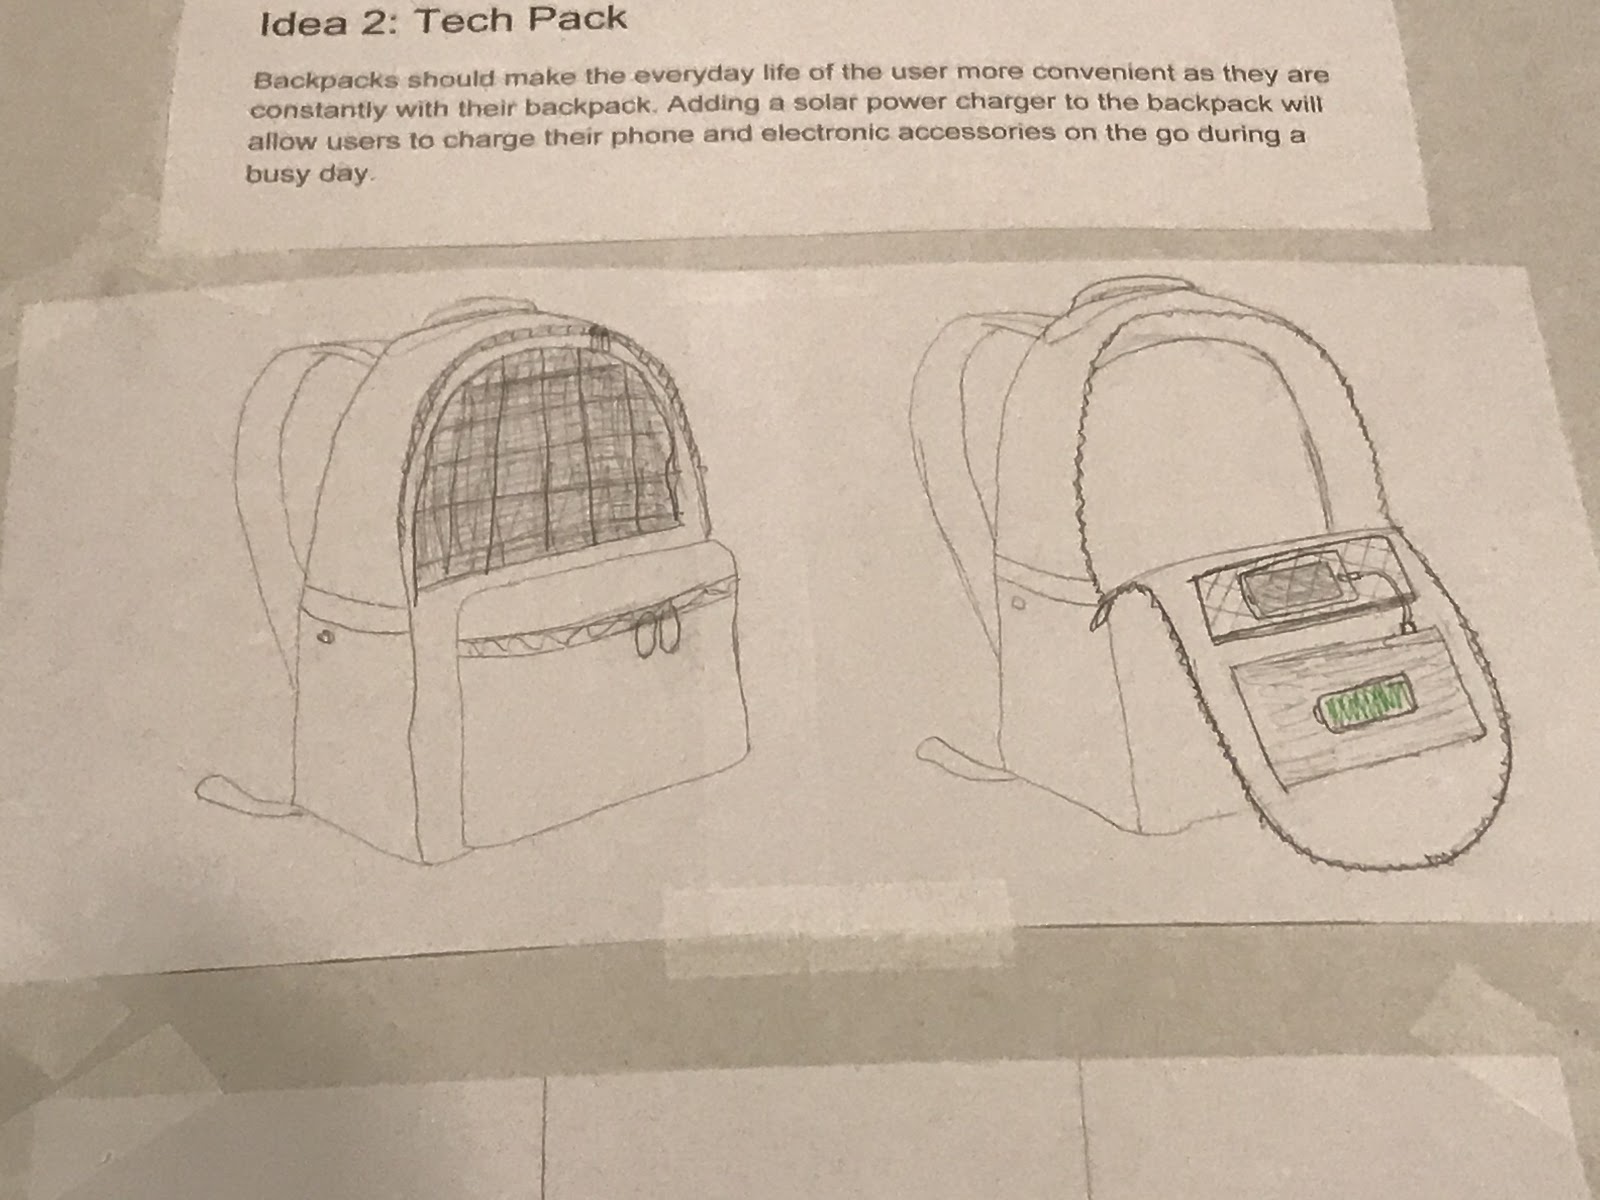 Idea 2: Tech Pack
Backpacks should make the everyday life of the user more convenient as they are
constantly with their backpack. Adding a solar power charger to the backpack will
allow users to charge their phone and electronic accessories on the go during a
busy day.